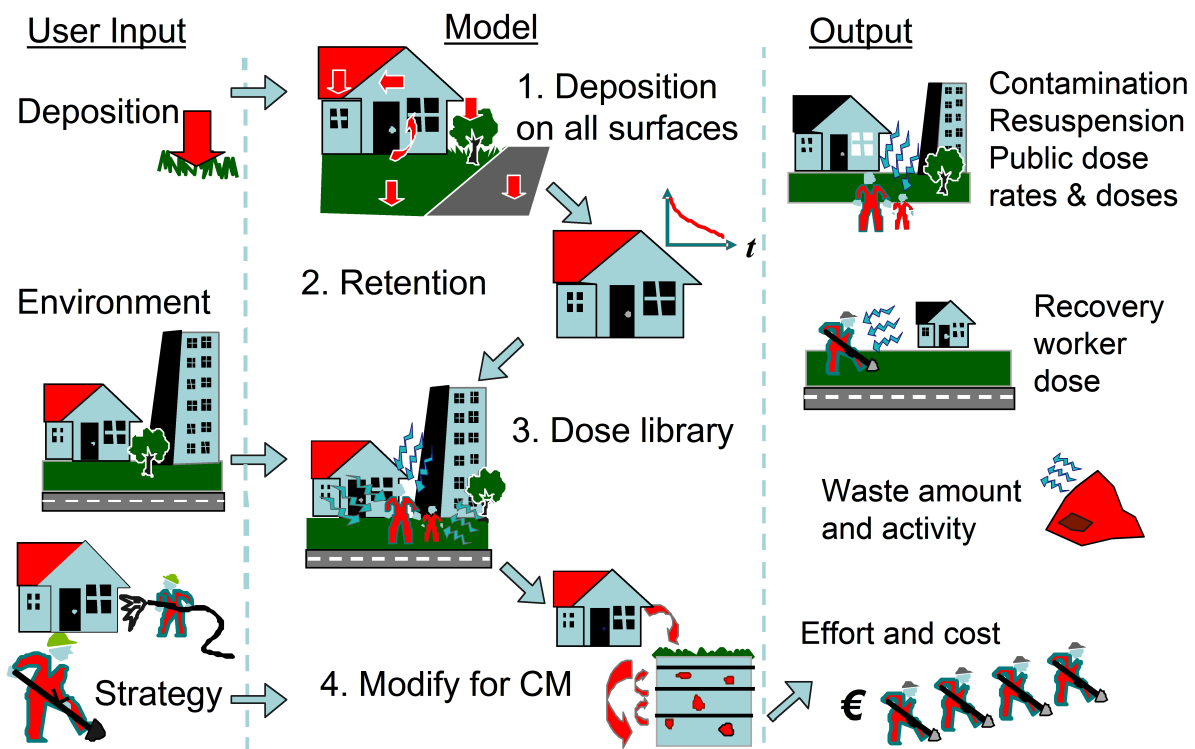 User Input
Model
Output
Deposition
1. Deposition
on all surfaces
Contamination
Resuspension
Public dose
rates & doses
t
2. Retention
Environment
Recovery
worker
dose
3. Dose library
Waste amount
and activity
Effort and cost
Strategy
4. Modify for CM
€